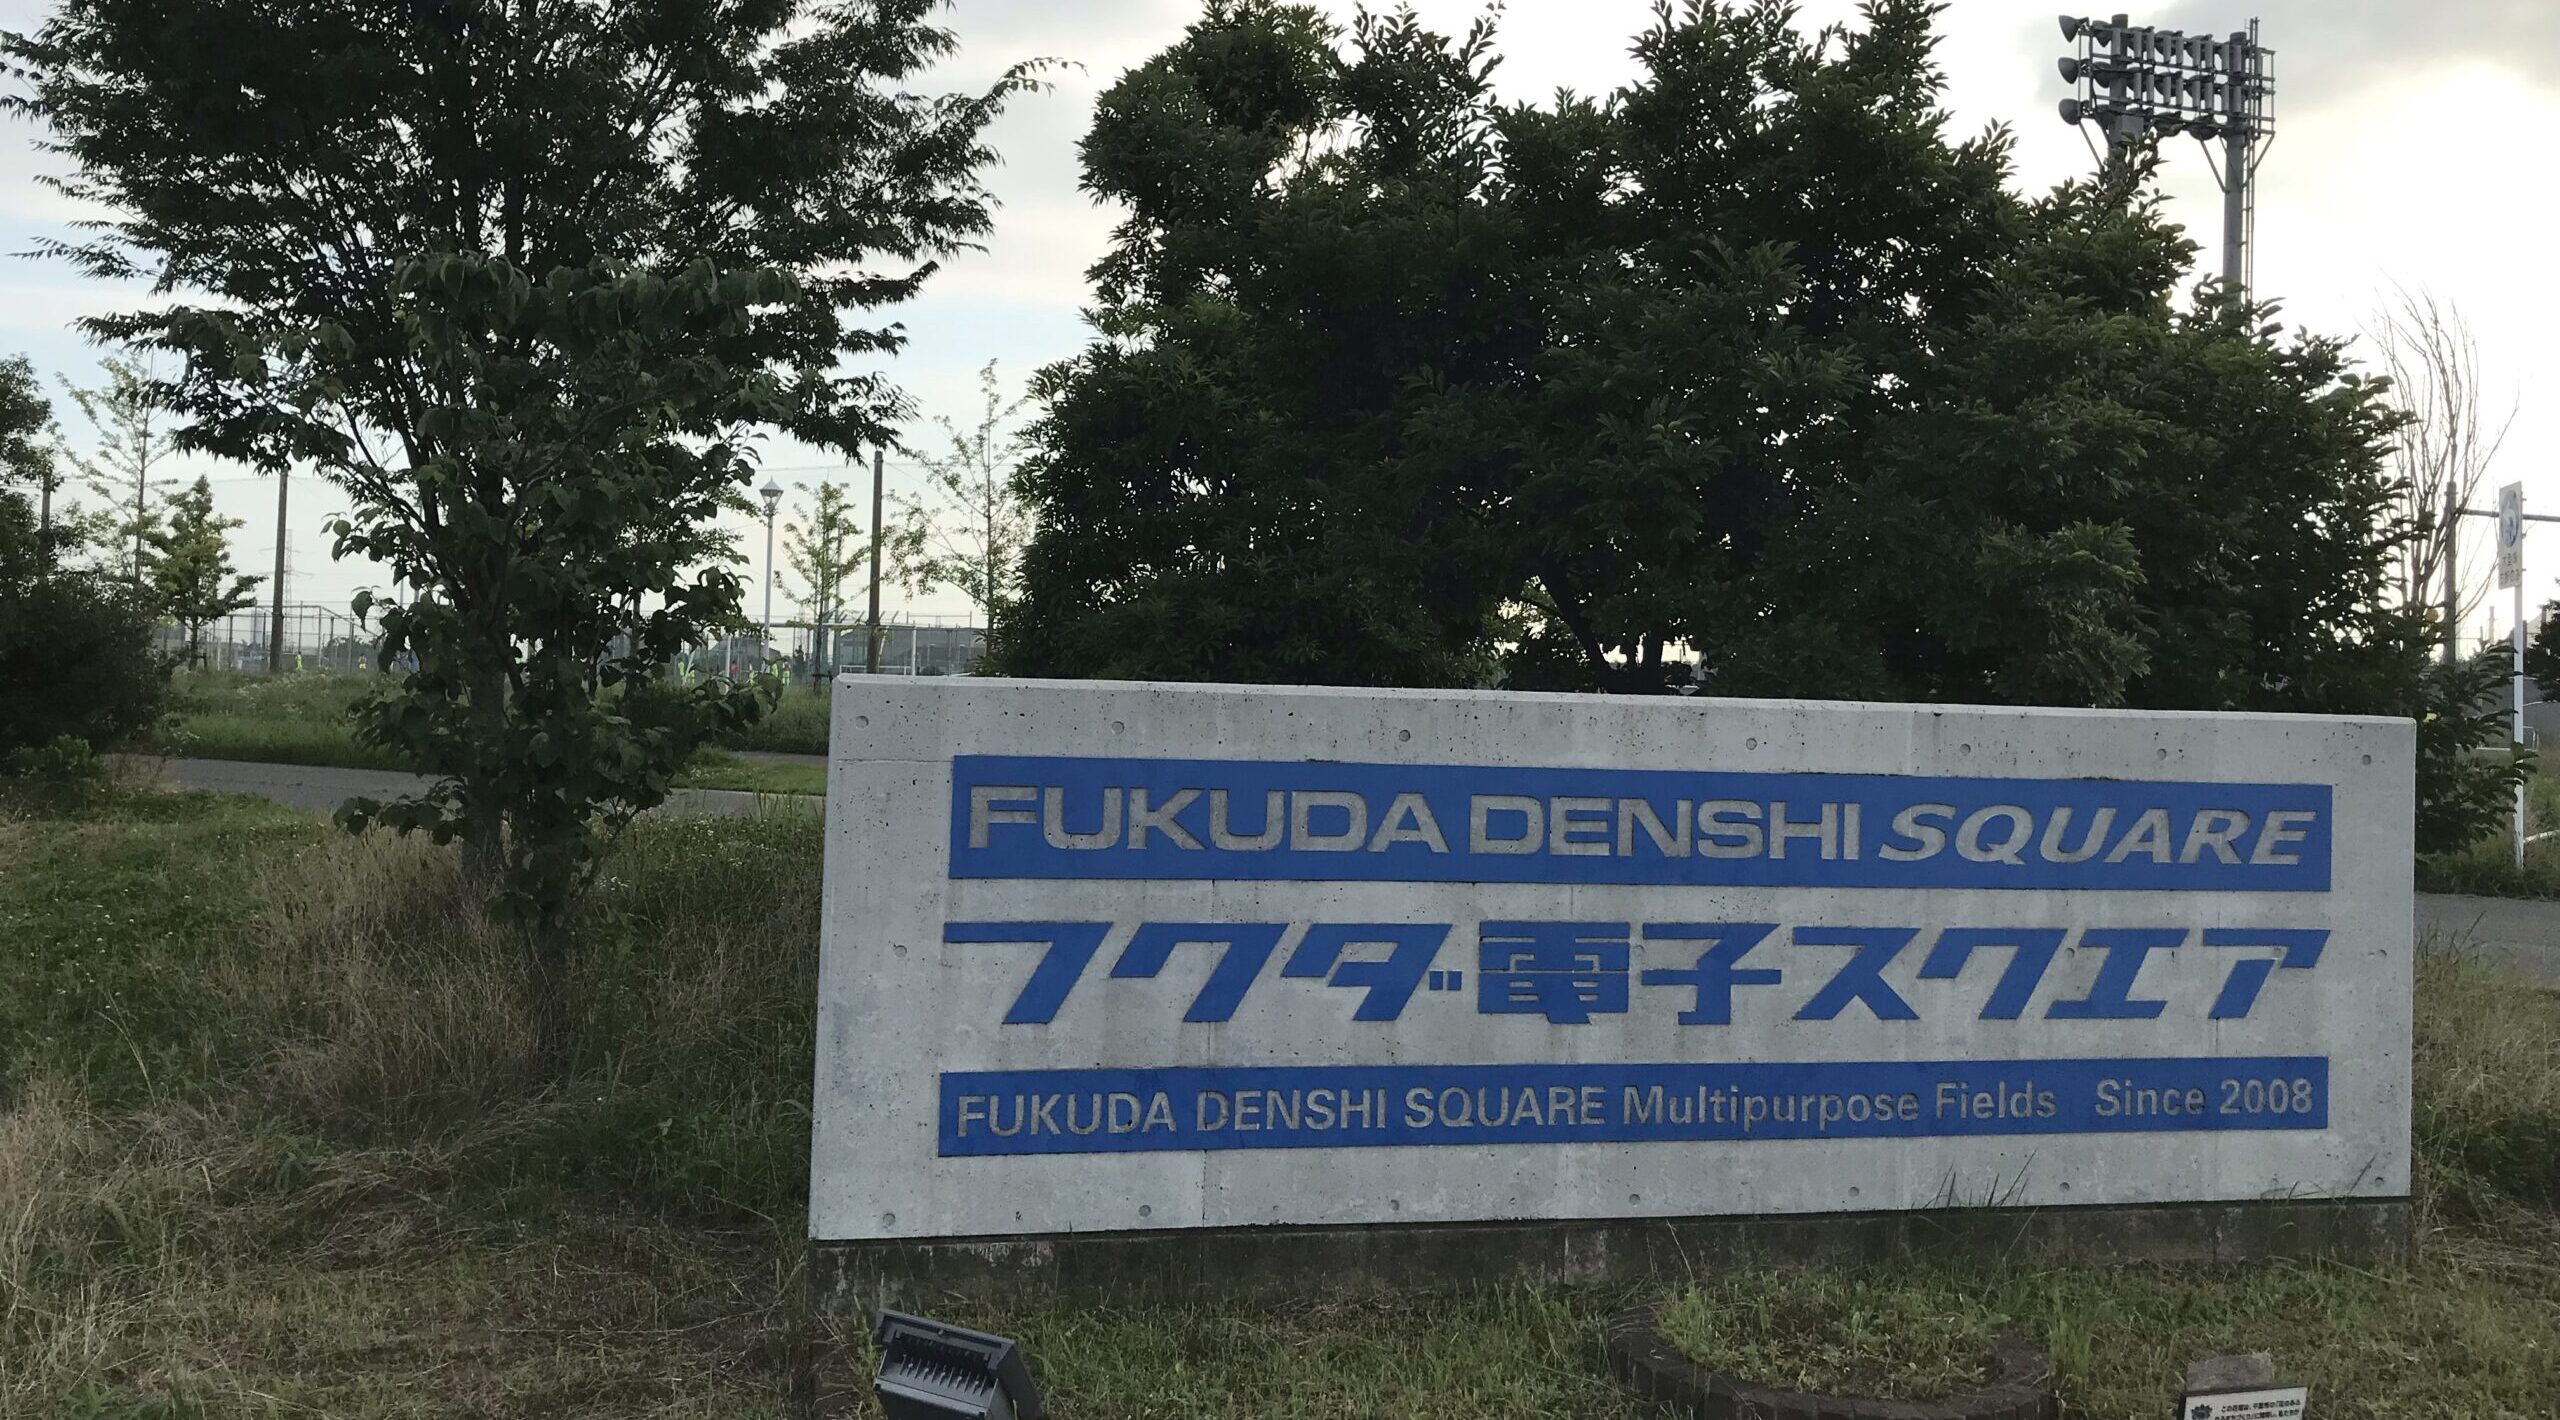 FUKUDA DENSHI SQUARE
フクダ電子スクエア
FUKUDA DENSHI SQUARE Multipurpose Fields Since 2008